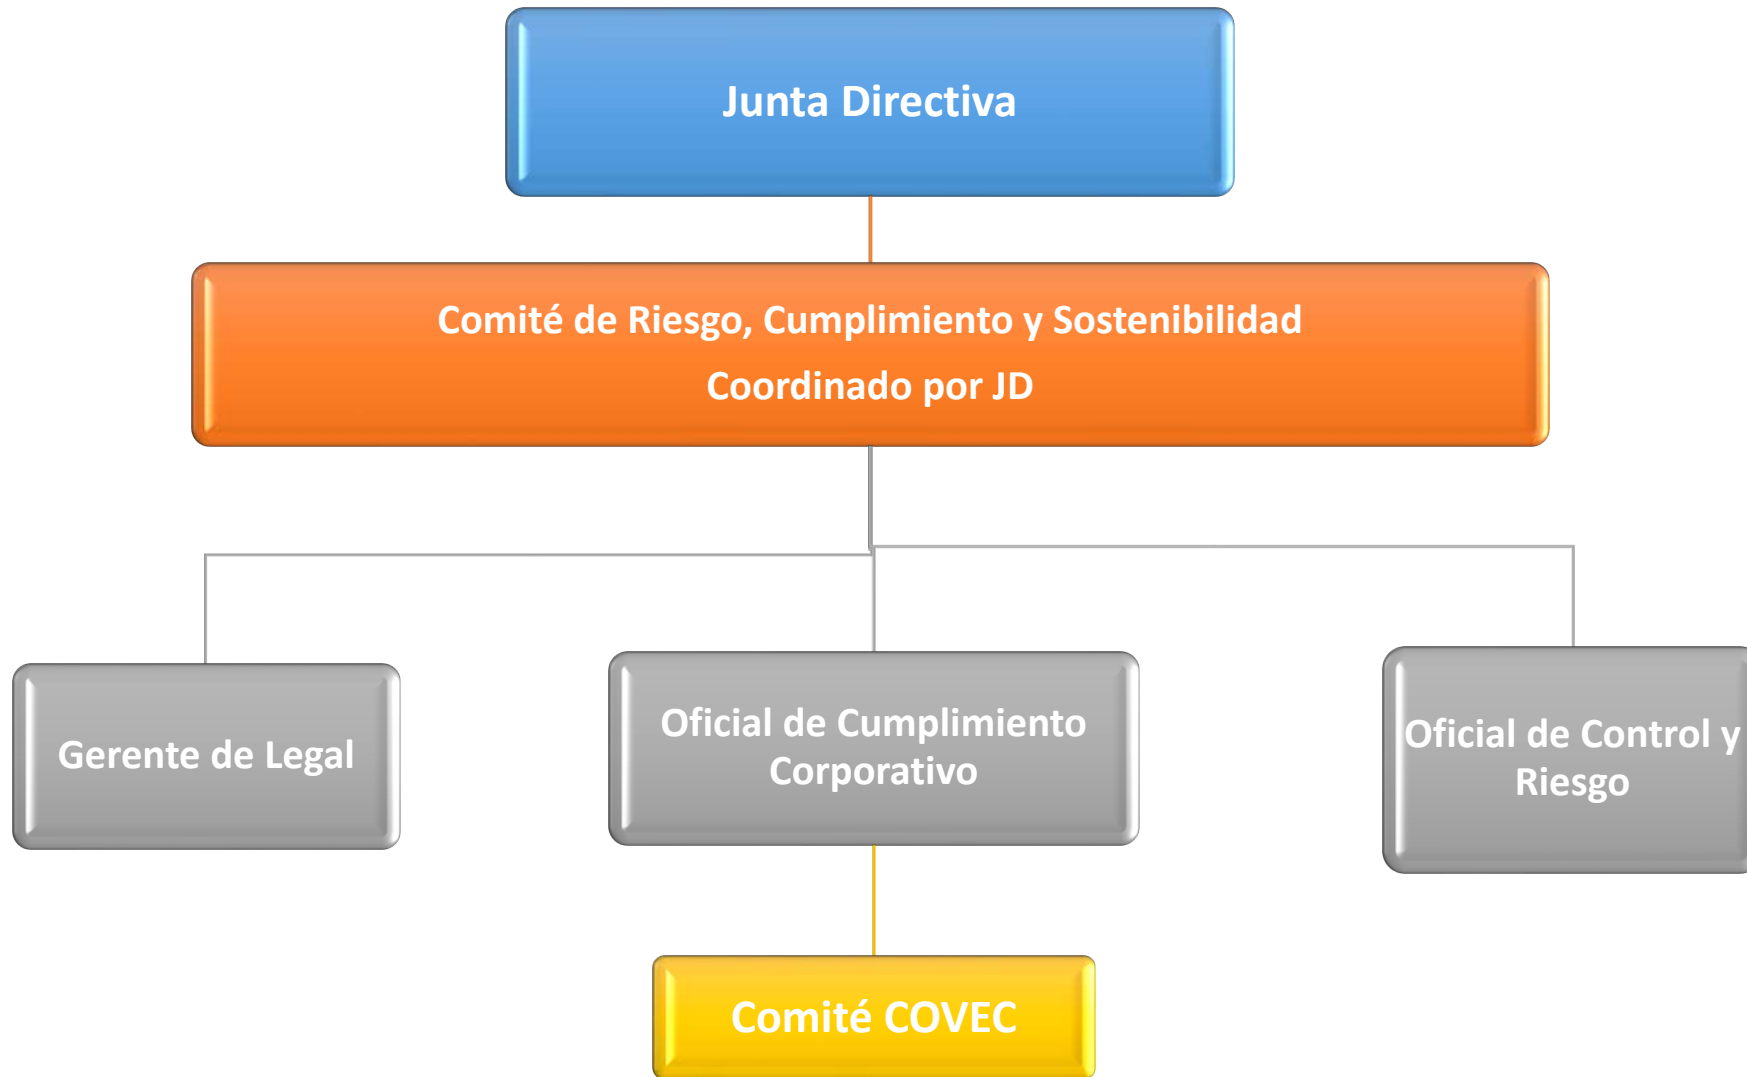 Junta Directiva
Comité de Riesgo, Cumplimiento y Sostenibilidad
Coordinado por JD
Gerente de Legal
Oficial de Cumplimiento
Corporativo
Oficial de Control y
Riesgo
Comité COVEC